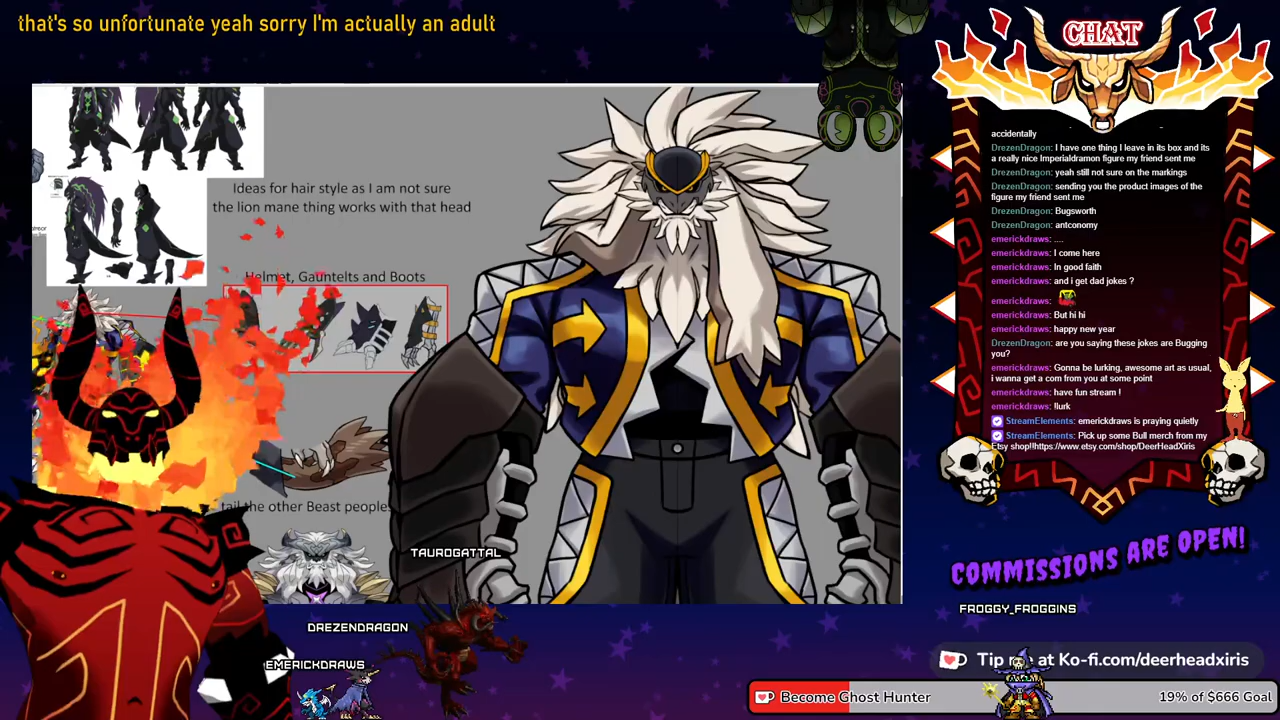 that's so unfortunate yeah sorry I'm actually an adult
Ideas for hair style as I am not sure
the lion mane thing works with that head
Helmet, Gauntelts and Boots
tail the other Beast peoples
TAUROGATTAL
DREZENDRAGON
EMERICKDRAWS
CHAT
accidentally
DrezenDragon: I have one thing I leave in its box and its
a really nice Imperialdramon figure my friend sent me
DrezenDragon: yeah still not sure on the markings
DrezenDragon: sending you the product images of the
figure my friend sent me
DrezenDragon: Bugsworth
DrezenDragon: antconomy
emerickdraws: ....
emerickdraws: I come here
emerickdraws: In good faith
emerickdraws: and i get dad jokes ?
emerickdraws:
emerickdraws: But hi hi
emerickdraws: happy new year
DrezenDragon: are you saying these jokes are Bugging
you?
emerickdraws: Gonna be lurking, awesome art as usual,
i wanna get a com from you at some point
emerickdraws: have fun stream !
emerickdraws: !lurk
StreamElements: emerickdraws is praying quietly
StreamElements: Pick up some Bull merch from my
Etsy shop!!https://www.etsy.com/shop/DeerHeadXiris
COMMISSIONS ARE OPEN!
FROGGY_FROGGINS
Tip me at Ko-fi.com/deerheadxiris
Become Ghost Hunter
19% of $666 Goal